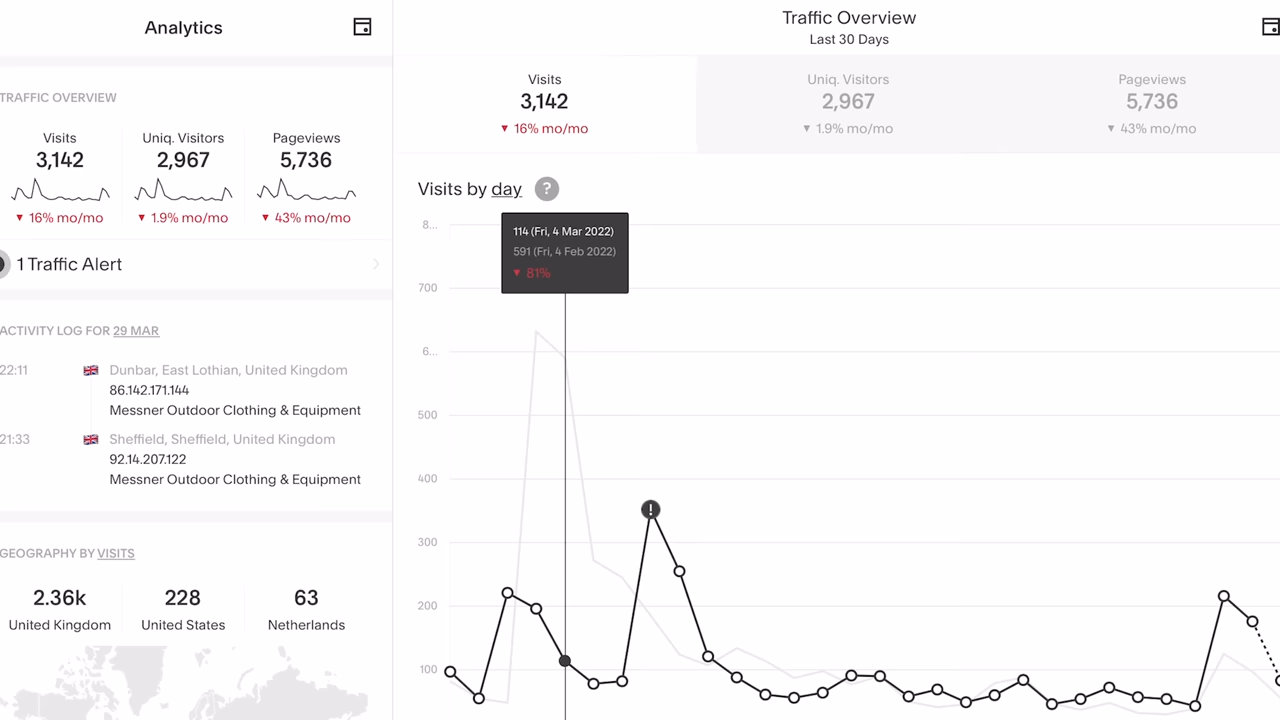 Analytics
TRAFFIC OVERVIEW
Visits
3,142
▼ 16% mo/mo
Uniq. Visitors
2,967
▼ 1.9% mo/mo
Pageviews
5,736
▼ 43% mo/mo
1 Traffic Alert
ACTIVITY LOG FOR 29 MAR
22:11
Dunbar, East Lothian, United Kingdom
86.142.171.144
Messner Outdoor Clothing & Equipment
21:33
Sheffield, Sheffield, United Kingdom
92.14.207.122
Messner Outdoor Clothing & Equipment
GEOGRAPHY BY VISITS
2.36k
United Kingdom
228
United States
63
Netherlands
Traffic Overview
Last 30 Days
Visits
3,142
▼ 16% mo/mo
Uniq. Visitors
2,967
▼ 1.9% mo/mo
Pageviews
5,736
▼ 43% mo/mo
Visits by day ?
114 (Fri, 4 Mar 2022)
591 (Fri, 4 Feb 2022)
▼ 81%
8...
700
6...
500
400
300
200
100
!